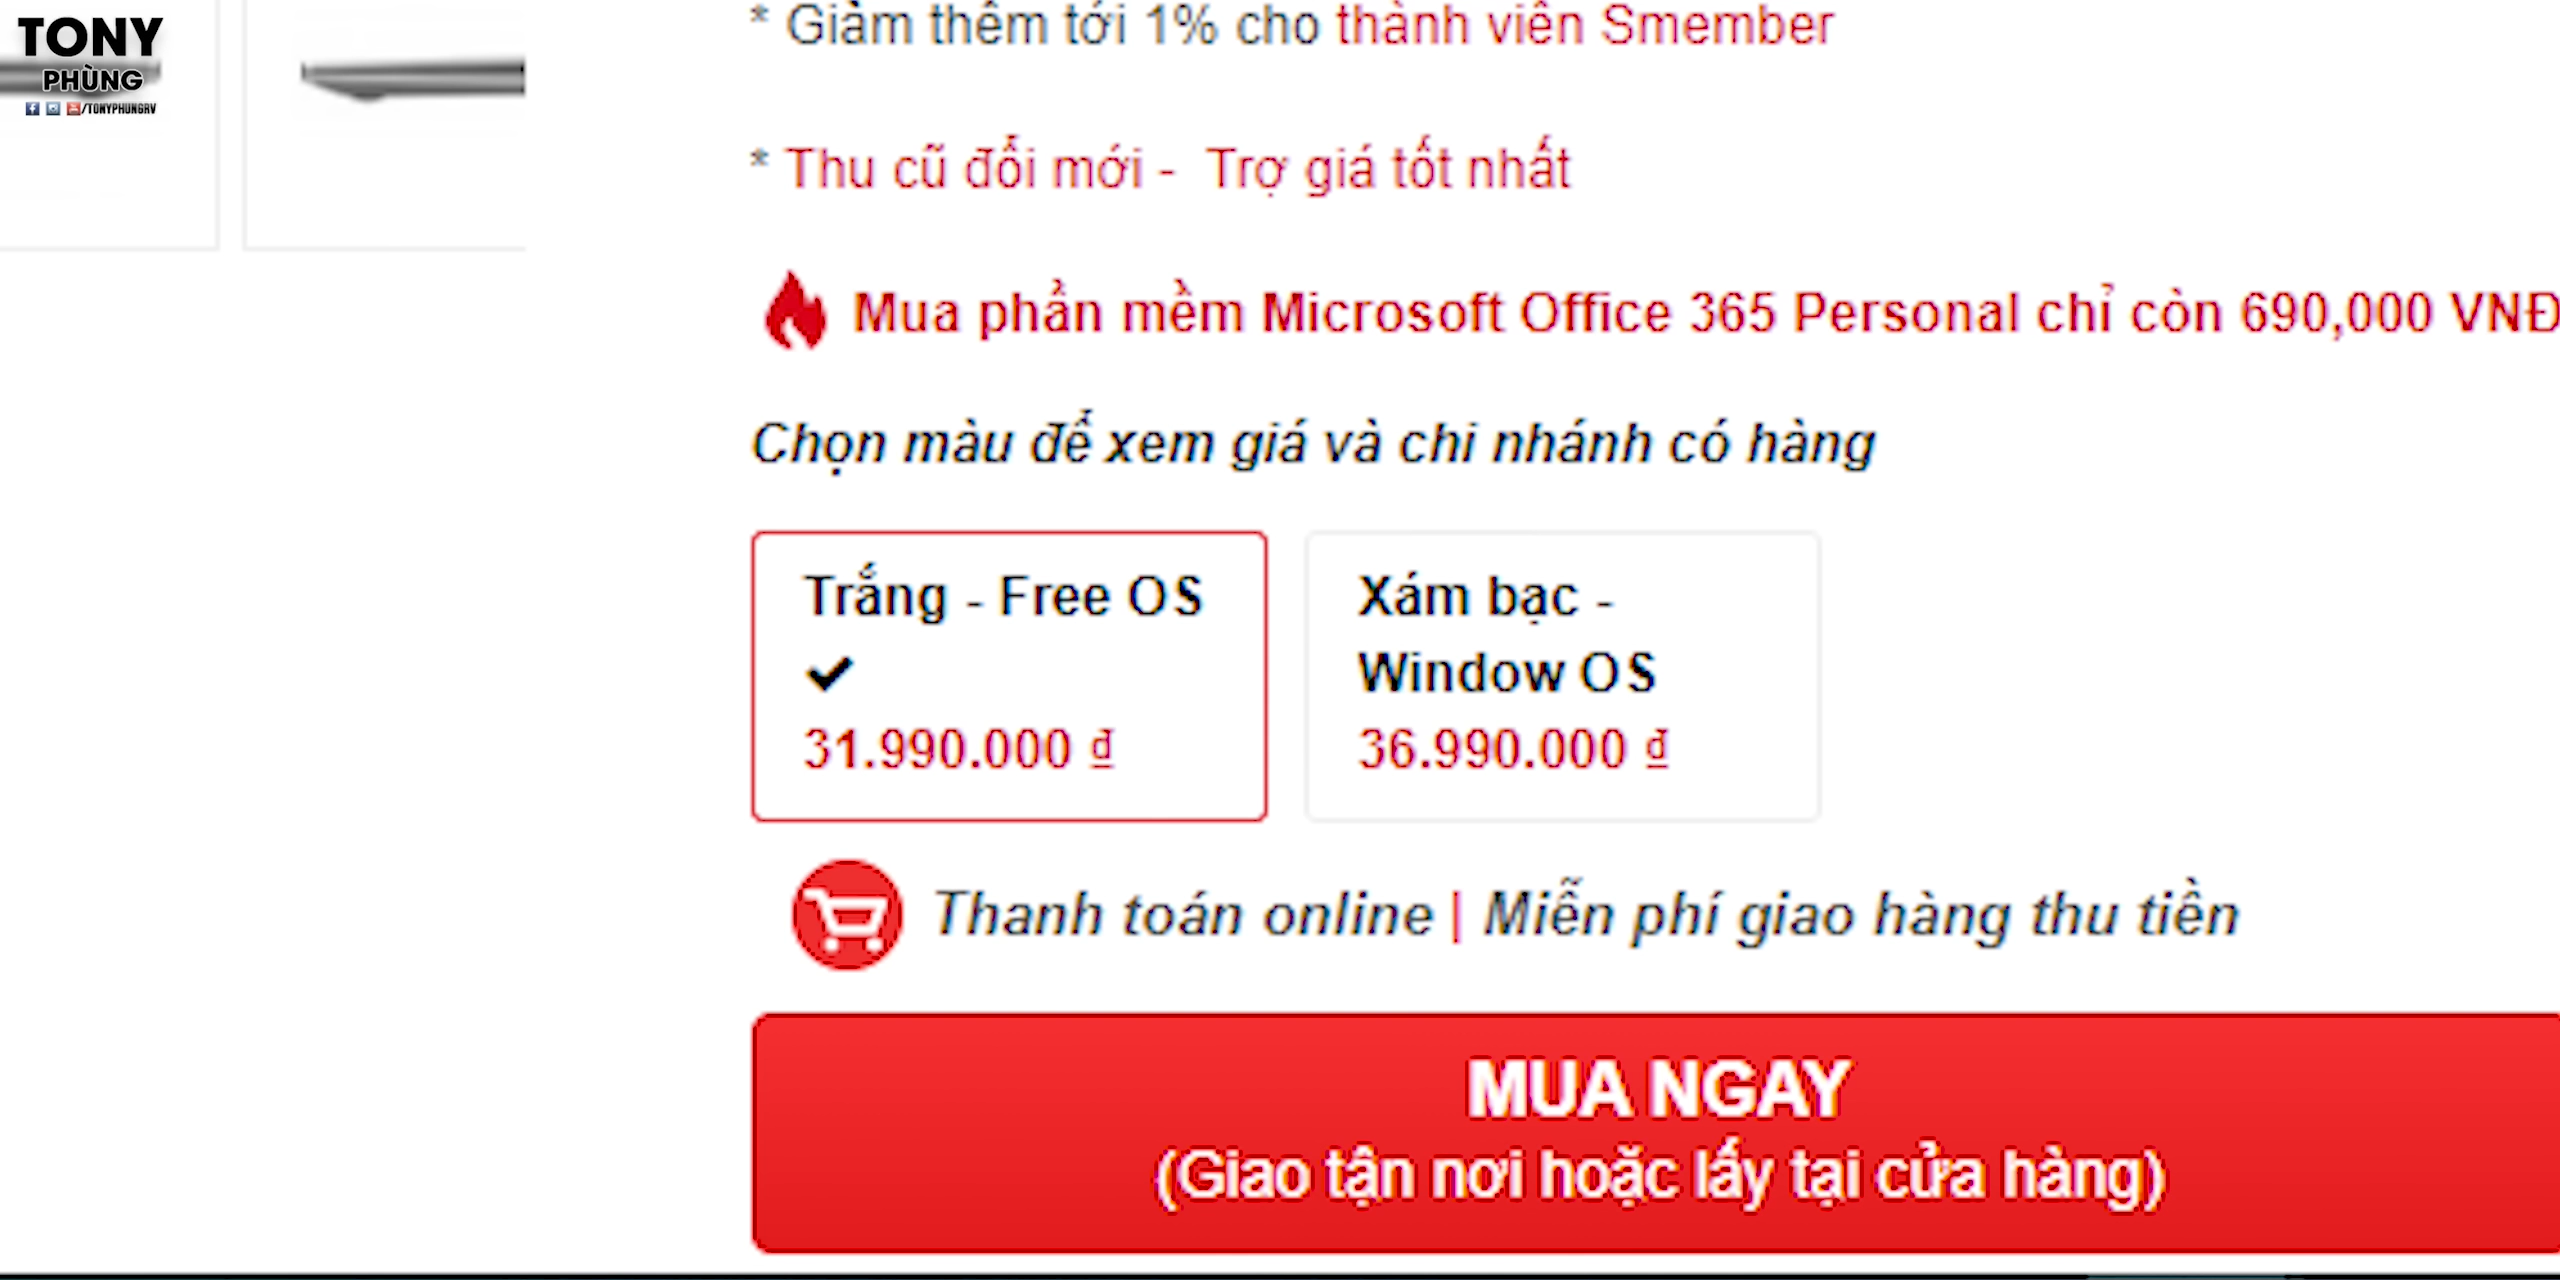 TONY
PHÙNG
/TONYPHUNGRV
* Giảm thêm tới 1% cho thành viên Smember
* Thu cũ đổi mới - Trợ giá tốt nhất
Mua phần mềm Microsoft Office 365 Personal chỉ còn 690,000 VNĐ
Chọn màu để xem giá và chi nhánh có hàng
Trắng - Free OS
31.990.000 ₫
Xám bạc -
Window OS
36.990.000 ₫
Thanh toán online | Miễn phí giao hàng thu tiền
MUA NGAY
(Giao tận nơi hoặc lấy tại cửa hàng)